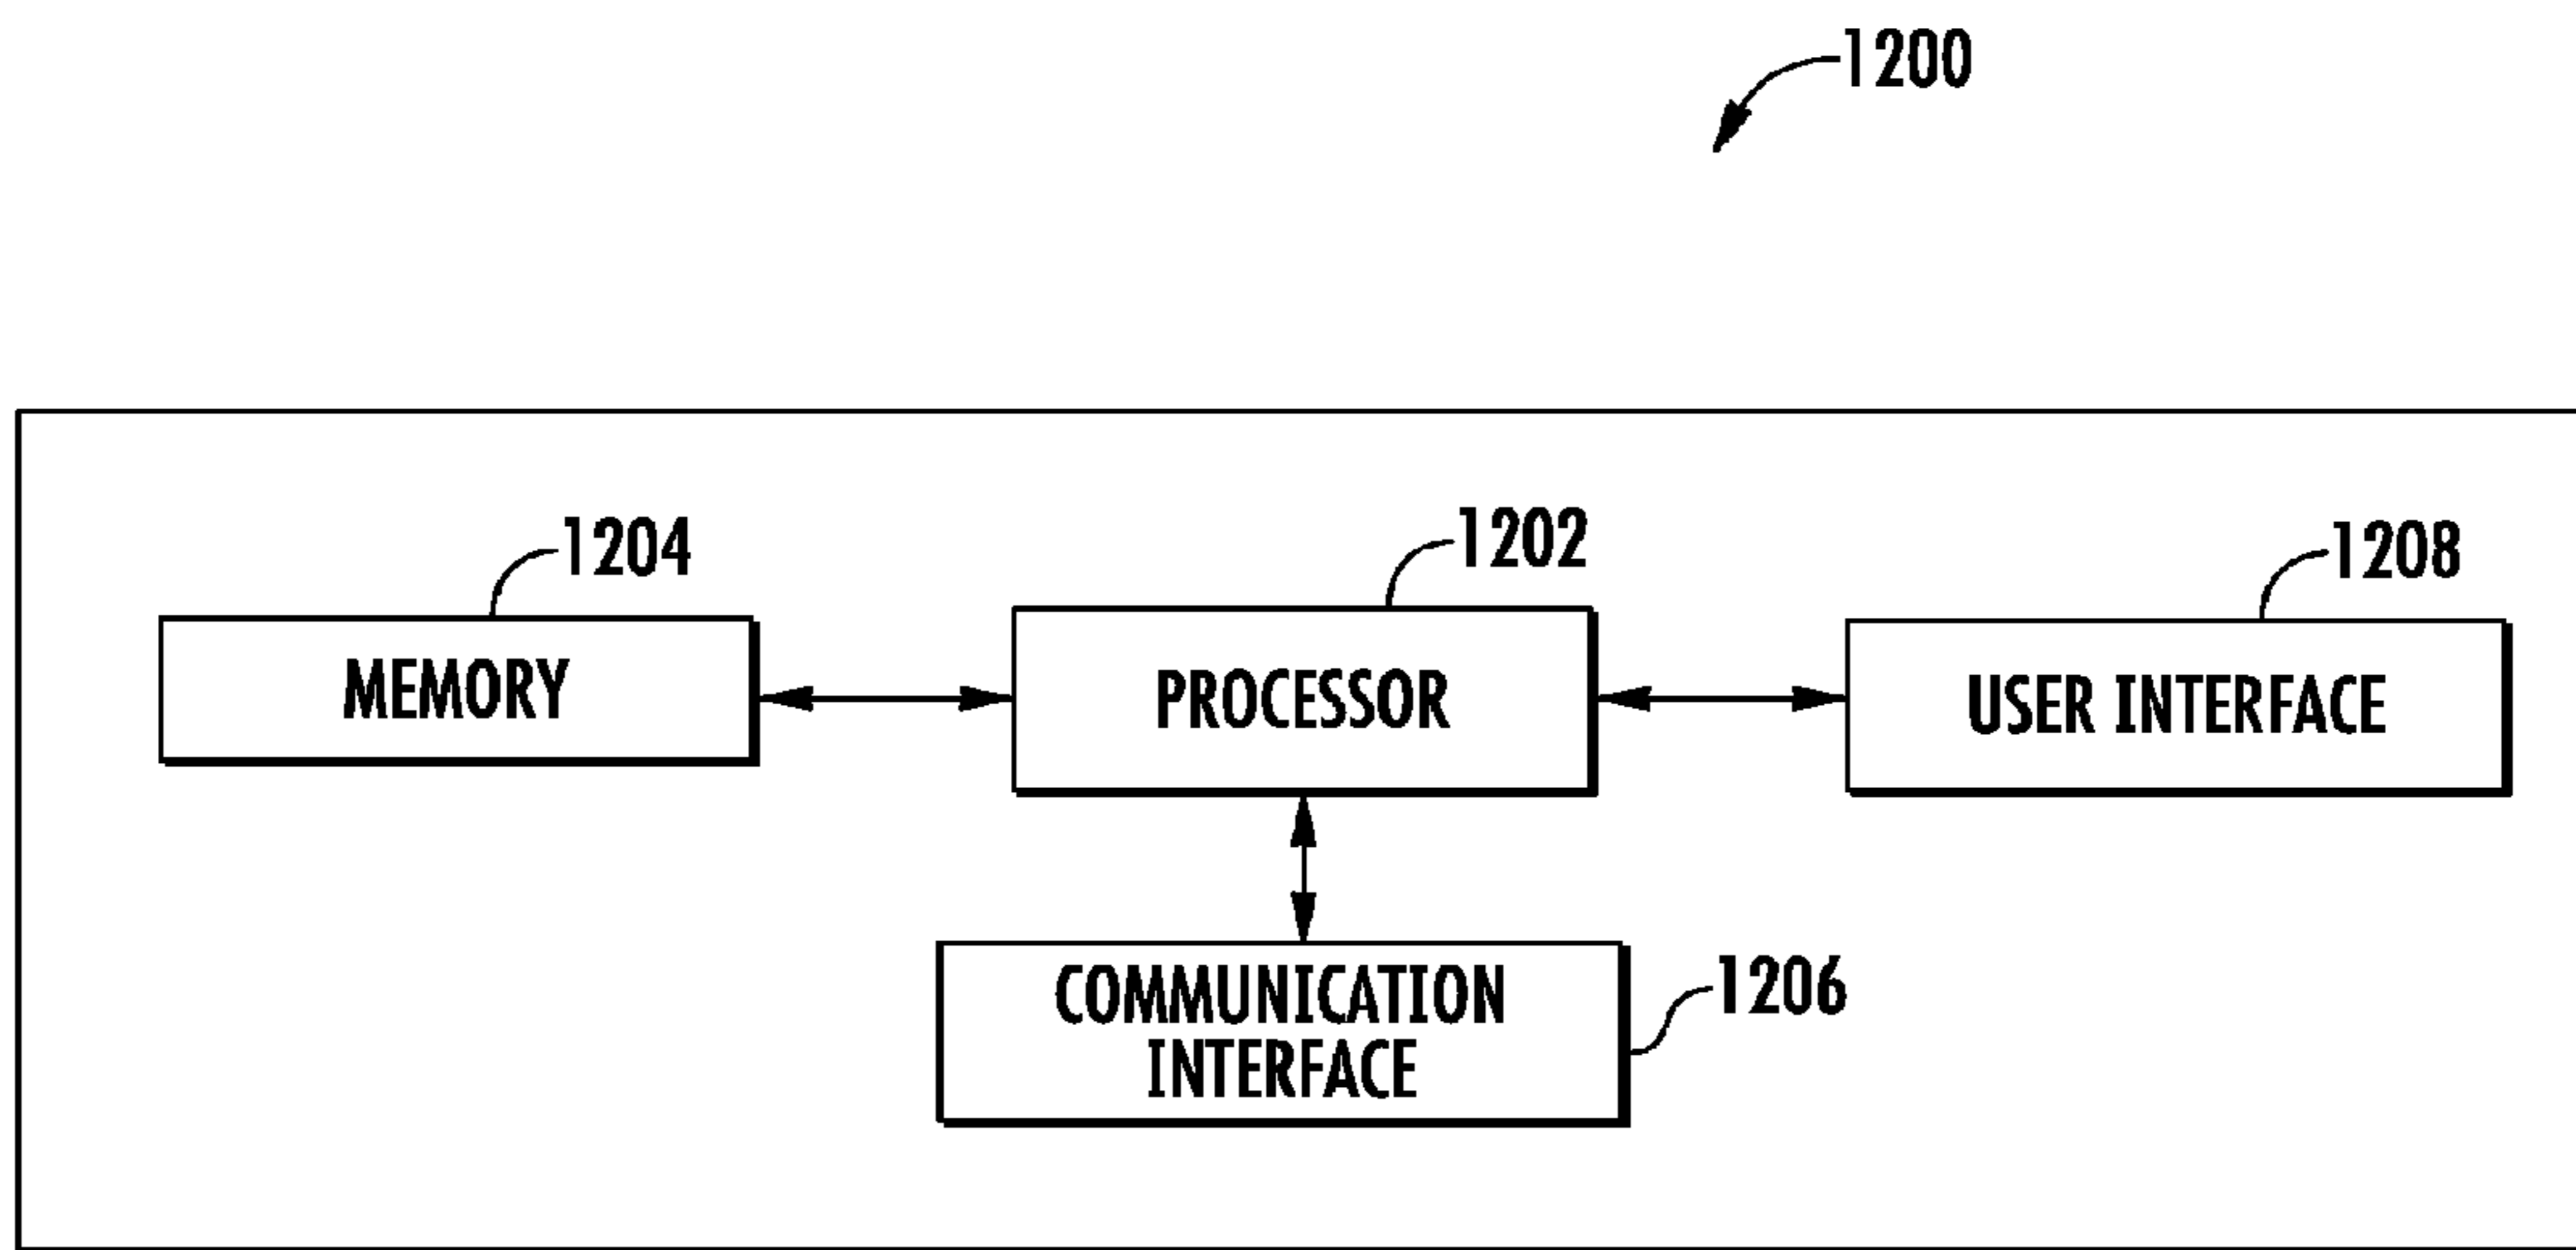 1200
1204
1202
1208
MEMORY
PROCESSOR
USER INTERFACE
COMMUNICATION
INTERFACE
1206